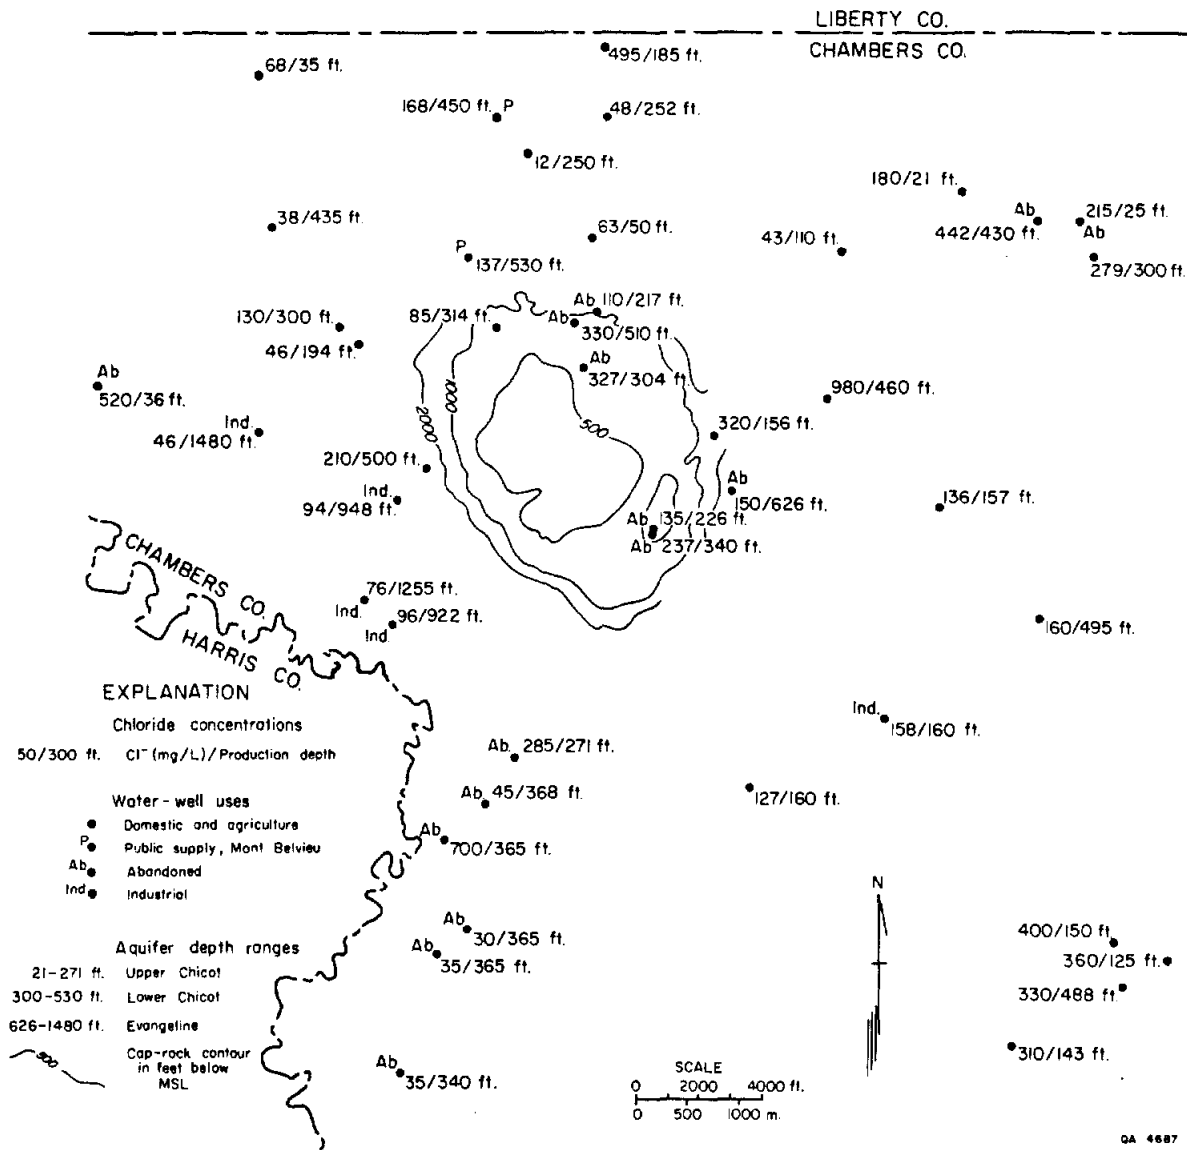 LIBERTY CO.
CHAMBERS CO.
495/185 ft.
68/35 ft.
168/450 ft. P
48/252 ft.
12/250 ft.
180/21 ft.
38/435 ft.
63/50 ft.
43/110 ft.
Ab
442/430 ft.
215/25 ft.
Ab
279/300 ft.
P
137/530 ft.
Ab 110/217 ft.
Ab
330/510 ft.
130/300 ft.
85/314 ft.
46/194 ft.
Ab
327/304 ft.
Ab
520/36 ft.
980/460 ft.
1000
2000
500
320/156 ft.
Ind.
46/1480 ft.
210/500 ft.
Ind.
94/948 ft.
Ab
150/626 ft.
136/157 ft.
Ab 135/226 ft.
Ab 237/340 ft.
CHAMBERS CO.
HARRIS CO.
76/1255 ft.
Ind.
96/922 ft.
Ind.
160/495 ft.
Ind.
158/160 ft.
Ab 285/271 ft.
Ab 45/368 ft.
127/160 ft.
Ab
700/365 ft.
Ab
30/365 ft.
Ab
35/365 ft.
Ab
35/340 ft.
400/150 ft.
360/125 ft.
330/488 ft.
310/143 ft.
EXPLANATION
Chloride concentrations
50/300 ft. Cl⁻ (mg/L)/Production depth
Water-well uses
Domestic and agriculture
P Public supply, Mont Belvieu
Ab Abandoned
Ind Industrial
Aquifer depth ranges
21-271 ft. Upper Chicot
300-530 ft. Lower Chicot
626-1480 ft. Evangeline
500
Cap-rock contour
in feet below
MSL
N
SCALE
0 2000 4000 ft.
0 500 1000 m.
QA 4687